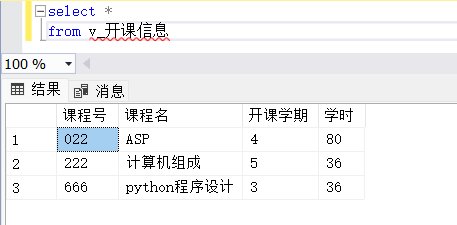 select *
from v_开课信息
100 %
结果 消息
课程号 课程名 开课学期 学时
1 022 ASP 4 80
2 222 计算机组成 5 36
3 666 python程序设计 3 36